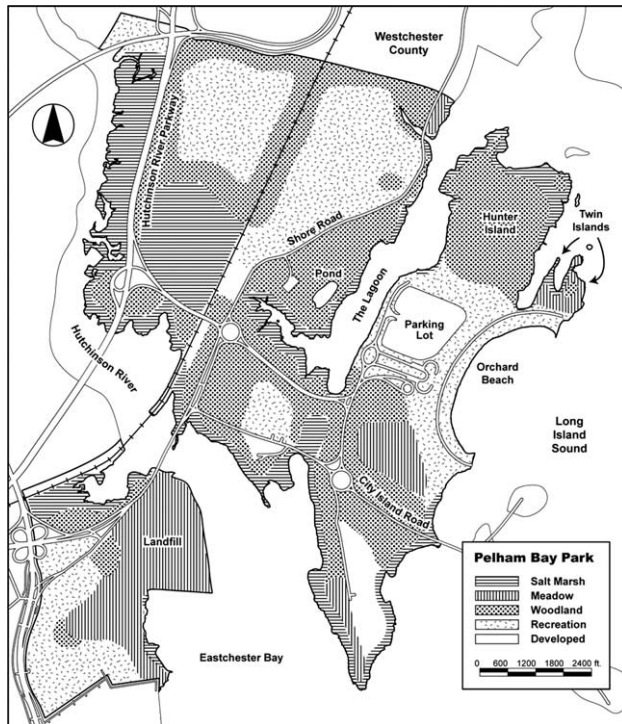 Westchester
County
Hutchinson River Parkway
Hunter
Island
Twin
Islands
Shore Road
Pond
The Lagoon
Parking
Lot
Hutchinson River
Orchard
Beach
Long
Island
Sound
City Island Road
Landfill
Eastchester Bay
Pelham Bay Park
Salt Marsh
Meadow
Woodland
Recreation
Developed
0 600 1200 1800 2400 ft.